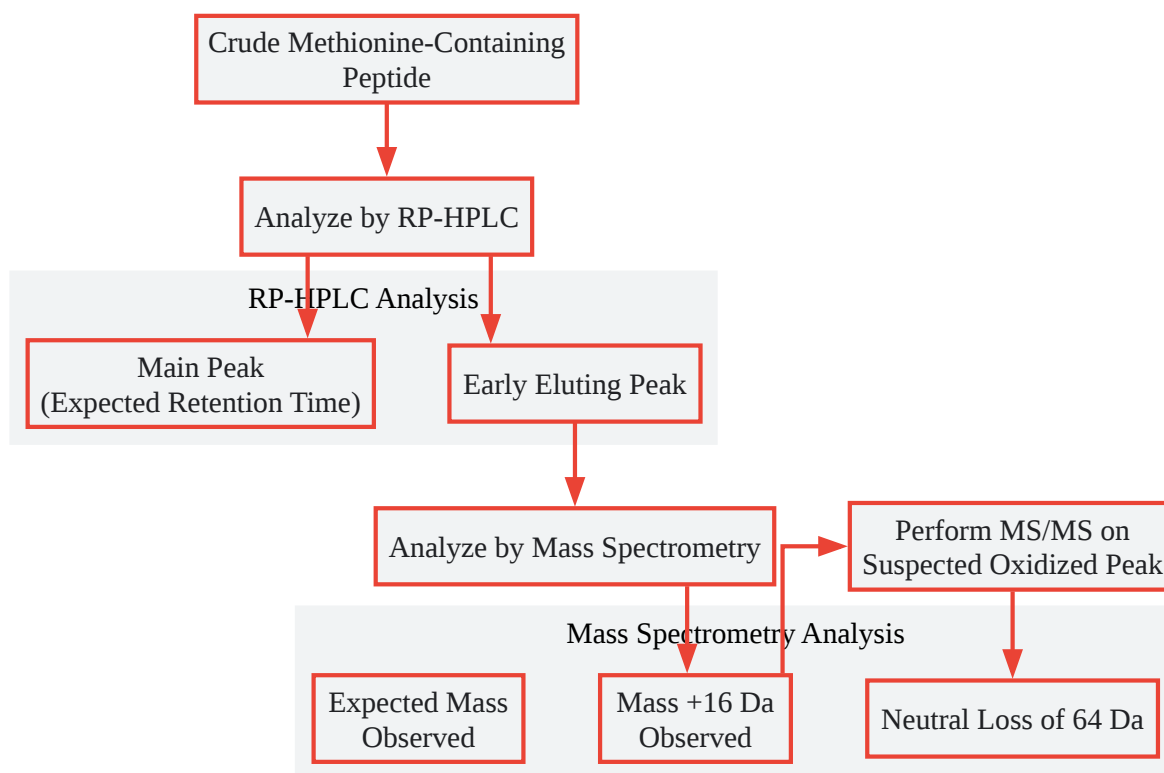 Crude Methionine-Containing
Peptide
Analyze by RP-HPLC
RP-HPLC Analysis
Main Peak
(Expected Retention Time)
Early Eluting Peak
Analyze by Mass Spectrometry
Perform MS/MS on
Suspected Oxidized Peak
Mass Spectrometry Analysis
Expected Mass
Observed
Mass +16 Da
Observed
Neutral Loss of 64 Da